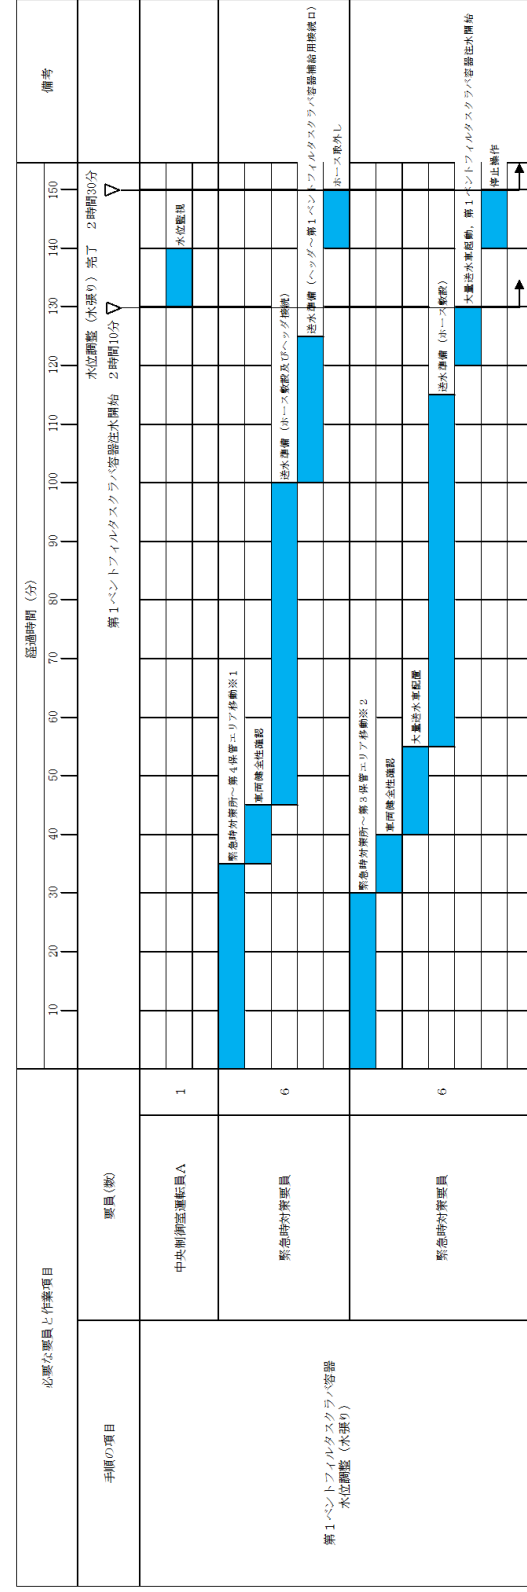 必要な要員と作業項目
経過時間（分）
備考
手順の項目
要員(数)
10
20
30
40
50
60
70
80
90
100
110
120
130
140
150
水位調整（水張り）完了　２時間30分
第１ベントフィルタスクラバ容器注水開始　２時間10分
第１ベントフィルタスクラバ容器
水位調整（水張り）
中央制御室運転員A
1
水位監視
緊急時対策要員
6
緊急時対策所～第４保管エリア移動※１
車両健全性確認
送水準備（ホース敷設及びヘッダ接続）
送水準備（ヘッダ～第１ベントフィルタスクラバ容器補給用接続口）
ホース取外し
緊急時対策要員
6
緊急時対策所～第３保管エリア移動※２
車両健全性確認
大量送水車配置
送水準備（ホース敷設）
大量送水車起動，第１ベントフィルタスクラバ容器注水開始
停止操作